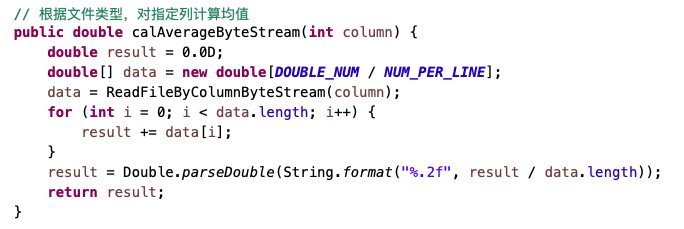 // 根据文件类型，对指定列计算均值
public double calAverageByteStream(int column) {
    double result = 0.0D;
    double[] data = new double[DOUBLE_NUM / NUM_PER_LINE];
    data = ReadFileByColumnByteStream(column);
    for (int i = 0; i < data.length; i++) {
        result += data[i];
    }
    result = Double.parseDouble(String.format("%.2f", result / data.length));
    return result;
}